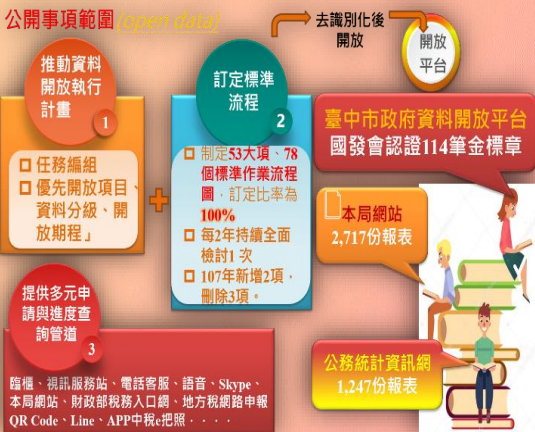 公開事項範圍(open data)
去識別化後
開放
開放
平台
推動資料
開放執行
計畫
1
任務編組
優先開放項目、
資料分級、開
放期程」
訂定標準
流程
2
制定53大項、78
個標準作業流程
圖，訂定比率為
100%
每2年持續全面
檢討1 次
107年新增2項，
刪除3項。
臺中市政府資料開放平台
國發會認證114筆金標章
本局網站
2,717份報表
公務統計資訊網
1,247份報表
提供多元申
請與進度查
詢管道
3
臨櫃、視訊服務站、電話客服、語音、Skype、
本局網站、財政部稅務入口網、地方稅網路申報
QR Code、Line、APP中稅e把照．．．．